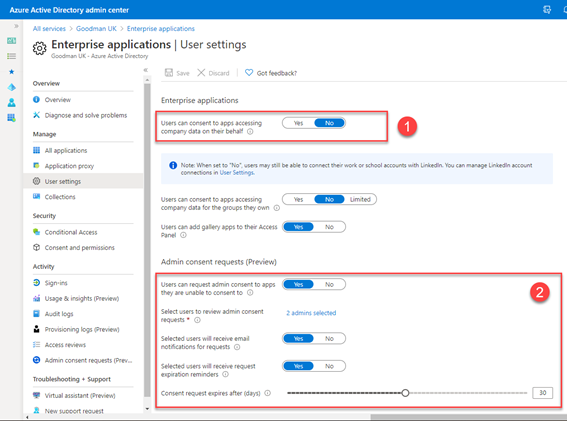 Azure Active Directory admin center
All services > Goodman UK > Enterprise applications
Enterprise applications | User settings
Goodman UK - Azure Active Directory
Save
Discard
Got feedback?
Overview
Overview
Diagnose and solve problems
Manage
All applications
Application proxy
User settings
Collections
Security
Conditional Access
Consent and permissions
Activity
Sign-ins
Usage & insights (Preview)
Audit logs
Provisioning logs (Preview)
Access reviews
Admin consent requests (Prev...
Troubleshooting + Support
Virtual assistant (Preview)
New support request
Enterprise applications
Users can consent to apps accessing
company data on their behalf
Yes No
1
Note: When set to "No", users may still be able to connect their work or school accounts with LinkedIn. You can manage LinkedIn account
connections in User Settings.
Users can consent to apps accessing
company data for the groups they own
Yes No Limited
Users can add gallery apps to their Access
Panel
Yes No
Admin consent requests (Preview)
Users can request admin consent to apps
they are unable to consent to
Yes No
2
Select users to review admin consent
requests *
2 admins selected
Selected users will receive email
notifications for requests
Yes No
Selected users will receive request
expiration reminders
Yes No
Consent request expires after (days)
30